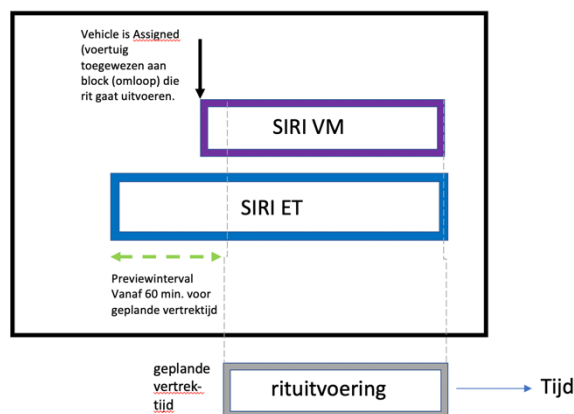 Vehicle is Assigned
(voertuig
toegewezen aan
block (omloop) die
rit gaat uitvoeren.
SIRI VM
SIRI ET
Previewinterval
Vanaf 60 min. voor
geplande vertrektijd
geplande
vertrek-
tijd
rituitvoering
Tijd